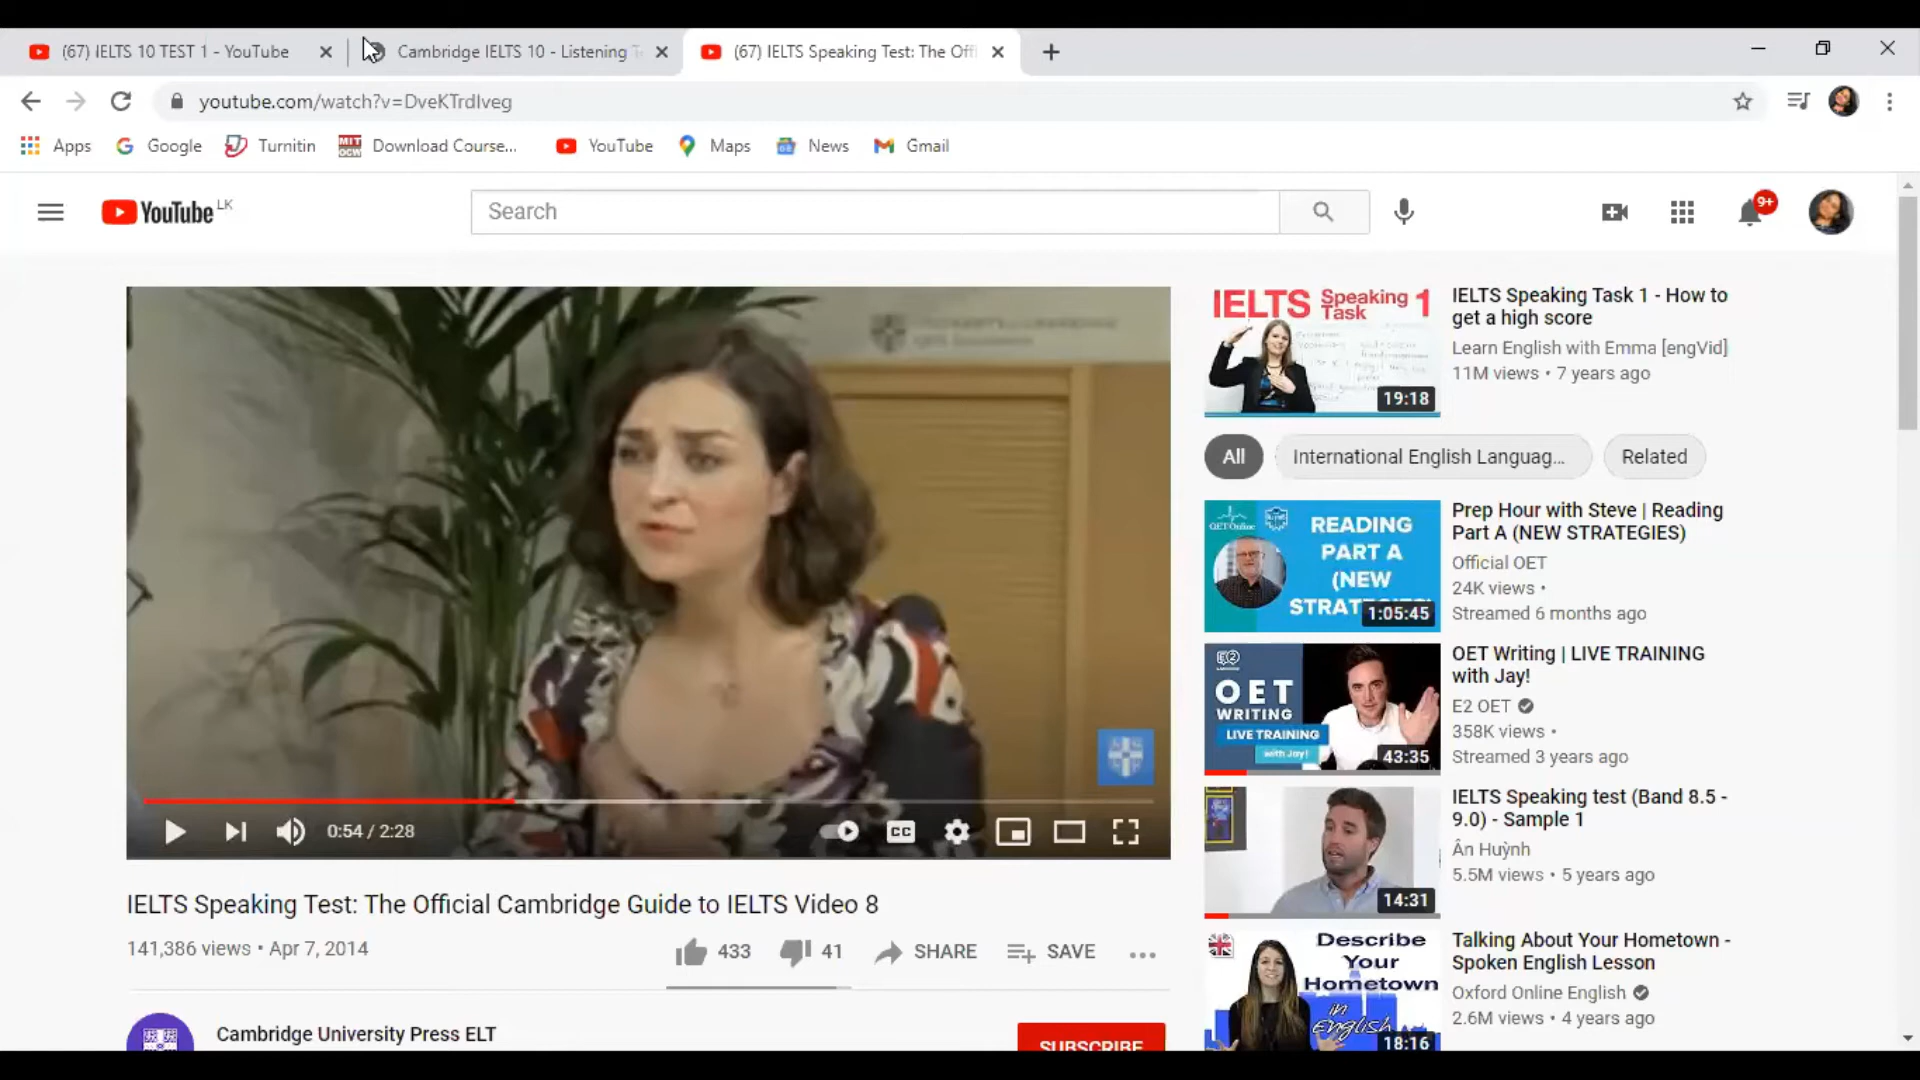 (67) IELTS 10 TEST 1 - YouTube
Cambridge IELTS 10 - Listening T
(67) IELTS Speaking Test: The Offi
youtube.com/watch?v=DveKTrdIveg
Apps
Google
Turnitin
MIT
OCW
Download Course...
YouTube
Maps
News
Gmail
YouTube LK
Search
9+
0:54 / 2:28
CC
IELTS Speaking Test: The Official Cambridge Guide to IELTS Video 8
141,386 views • Apr 7, 2014
433
41
SHARE
SAVE
Cambridge University Press ELT
SUBSCRIBE
IELTS Speaking Task 1
19:18
IELTS Speaking Task 1 - How to
get a high score
Learn English with Emma [engVid]
11M views • 7 years ago
All
International English Languag...
Related
OET Online
READING
PART A
(NEW
1:05:45
Prep Hour with Steve | Reading
Part A (NEW STRATEGIES)
Official OET
24K views •
Streamed 6 months ago
E2
OET
WRITING
LIVE TRAINING
with Jay!
43:35
OET Writing | LIVE TRAINING
with Jay!
E2 OET
358K views •
Streamed 3 years ago
14:31
IELTS Speaking test (Band 8.5 -
9.0) - Sample 1
Ân Huỳnh
5.5M views • 5 years ago
Describe
Your
Hometown
in
English
18:16
Talking About Your Hometown -
Spoken English Lesson
Oxford Online English
2.6M views • 4 years ago